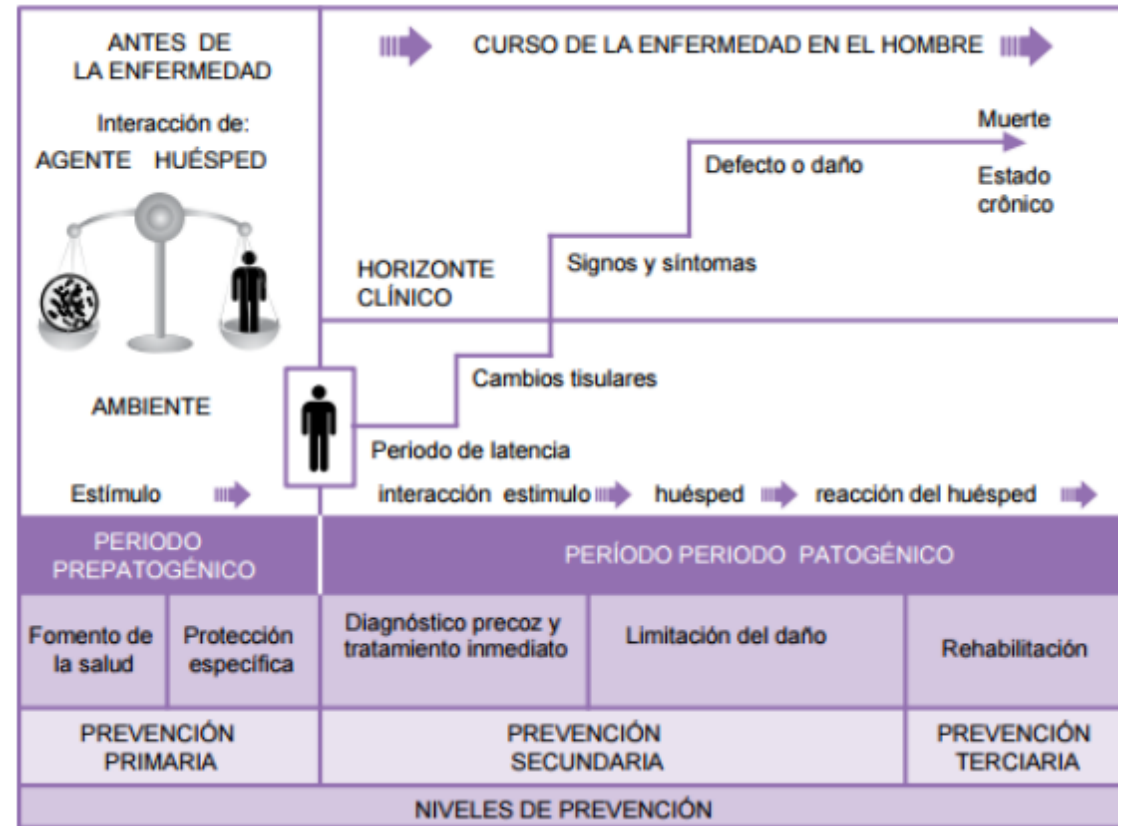 ANTES DE
LA ENFERMEDAD
Interacción de:
AGENTE HUÉSPED
AMBIENTE
Estímulo
CURSO DE LA ENFERMEDAD EN EL HOMBRE
Muerte
Defecto o daño
Estado
crônico
Signos y síntomas
HORIZONTE
CLÍNICO
Cambios tisulares
Periodo de latencia
interacción estimulo huésped reacción del huésped
PERIODO
PREPATOGÉNICO
PERÍODO PERIODO PATOGÉNICO
Fomento de
la salud
Protección
específica
Diagnóstico precoz y
tratamiento inmediato
Limitación del daño
Rehabilitación
PREVENCIÓN
PRIMARIA
PREVENCIÓN
SECUNDARIA
PREVENCIÓN
TERCIARIA
NIVELES DE PREVENCIÓN